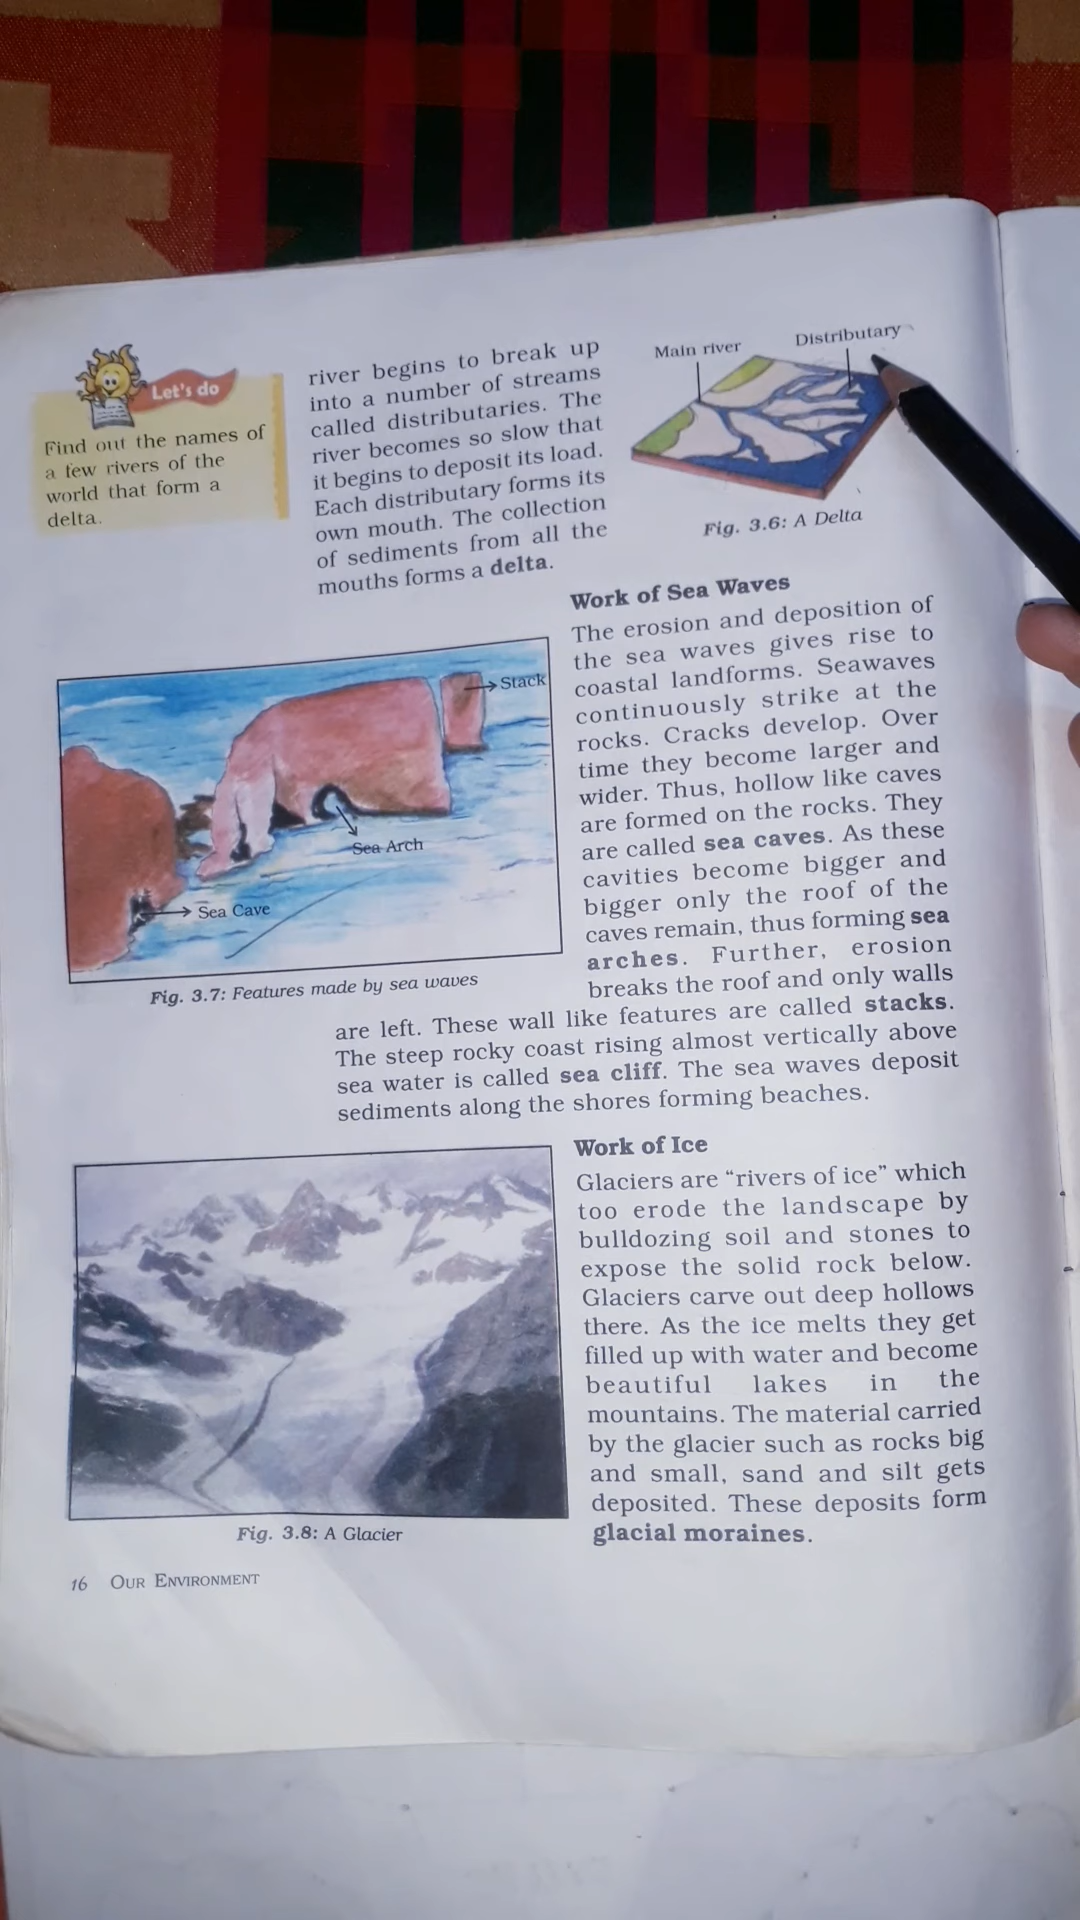 Let's do
Find out the names of
a few rivers of the
world that form a
delta.
river begins to break up
into a number of streams
called distributaries. The
river becomes so slow that
it begins to deposit its load.
Each distributary forms its
own mouth. The collection
of sediments from all the
mouths forms a delta.
Main river
Distributary
Fig. 3.6: A Delta
Stack
Sea Arch
Sea Cave
Fig. 3.7: Features made by sea waves
Work of Sea Waves
The erosion and deposition of
the sea waves gives rise to
coastal landforms. Seawaves
continuously strike at the
rocks. Cracks develop. Over
time they become larger and
wider. Thus, hollow like caves
are formed on the rocks. They
are called sea caves. As these
cavities become bigger and
bigger only the roof of the
caves remain, thus forming sea
arches. Further, erosion
breaks the roof and only walls
are left. These wall like features are called stacks.
The steep rocky coast rising almost vertically above
sea water is called sea cliff. The sea waves deposit
sediments along the shores forming beaches.
Work of Ice
Glaciers are “rivers of ice” which
too erode the landscape by
bulldozing soil and stones to
expose the solid rock below.
Glaciers carve out deep hollows
there. As the ice melts they get
filled up with water and become
beautiful lakes in the
mountains. The material carried
by the glacier such as rocks big
and small, sand and silt gets
deposited. These deposits form
glacial moraines.
Fig. 3.8: A Glacier
16 OUR ENVIRONMENT